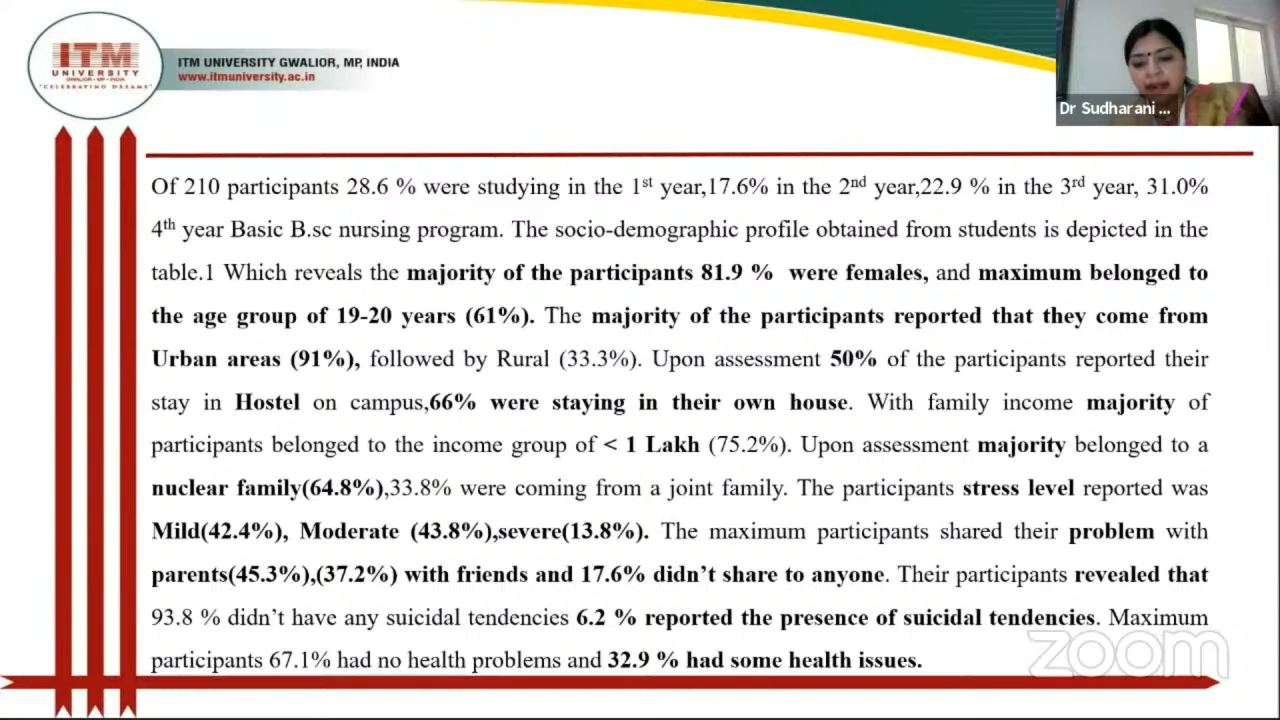 ITM
UNIVERSITY
GWALIOR • MP • INDIA
"CELEBRATING DREAMS"
ITM UNIVERSITY GWALIOR, MP, INDIA
www.itmuniversity.ac.in
Dr Sudharani ...
Of 210 participants 28.6 % were studying in the 1st year,17.6% in the 2nd year,22.9 % in the 3rd year, 31.0%
4th year Basic B.sc nursing program. The socio-demographic profile obtained from students is depicted in the
table.1 Which reveals the majority of the participants 81.9 % were females, and maximum belonged to
the age group of 19-20 years (61%). The majority of the participants reported that they come from
Urban areas (91%), followed by Rural (33.3%). Upon assessment 50% of the participants reported their
stay in Hostel on campus,66% were staying in their own house. With family income majority of
participants belonged to the income group of < 1 Lakh (75.2%). Upon assessment majority belonged to a
nuclear family(64.8%),33.8% were coming from a joint family. The participants stress level reported was
Mild(42.4%), Moderate (43.8%),severe(13.8%). The maximum participants shared their problem with
parents(45.3%),(37.2%) with friends and 17.6% didn't share to anyone. Their participants revealed that
93.8 % didn't have any suicidal tendencies 6.2 % reported the presence of suicidal tendencies. Maximum
participants 67.1% had no health problems and 32.9 % had some health issues.
zoom